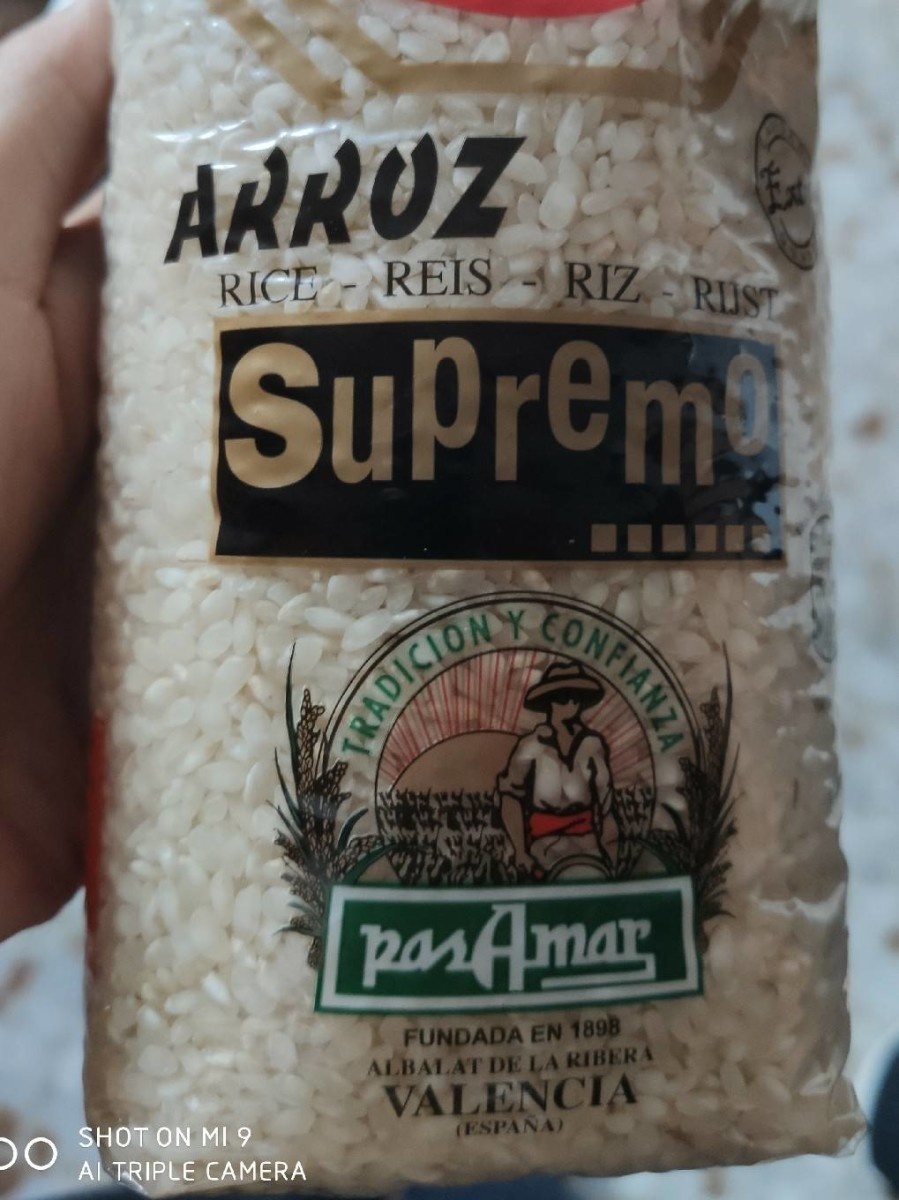 ARROZ
RICE - REIS - RIZ - RIJST
Supremo
TRADICION Y CONFIANZA
pasAmar
FUNDADA EN 1898
ALBALAT DE LA RIBERA
VALENCIA
(ESPAÑA)
SHOT ON MI 9
AI TRIPLE CAMERA